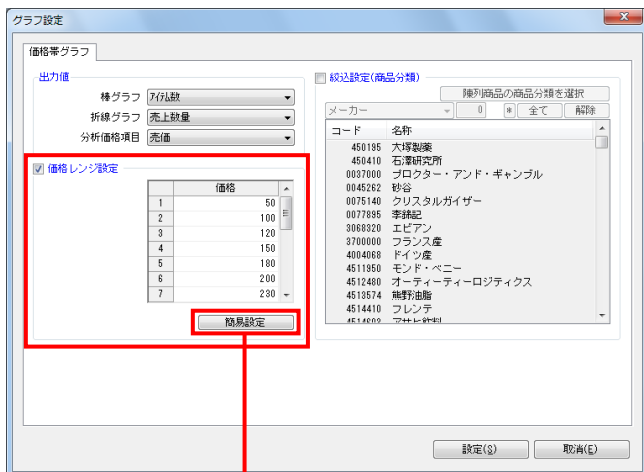 グラフ設定
価格帯グラフ
出力値
棒グラフ アイテム数
折線グラフ 売上数量
分析価格項目 売価
価格レンジ設定
価格
1 50
2 100
3 120
4 150
5 180
6 200
7 230
簡易設定
絞込設定(商品分類)
陳列商品の商品分類を選択
メーカー 0 * 全て 解除
コード 名称
450195 大塚製薬
450410 石澤研究所
0037000 プロクター・アンド・ギャンブル
0045262 砂谷
0075140 クリスタルガイザー
0077895 李錦記
3068320 エビアン
3700000 フランス産
4004068 ドイツ産
4511950 モンド・ベニー
4512480 オーティーティーロジティクス
4513574 熊野油脂
4514410 フレンテ
4514603 アサヒ飲料
設定(S)
取消(E)